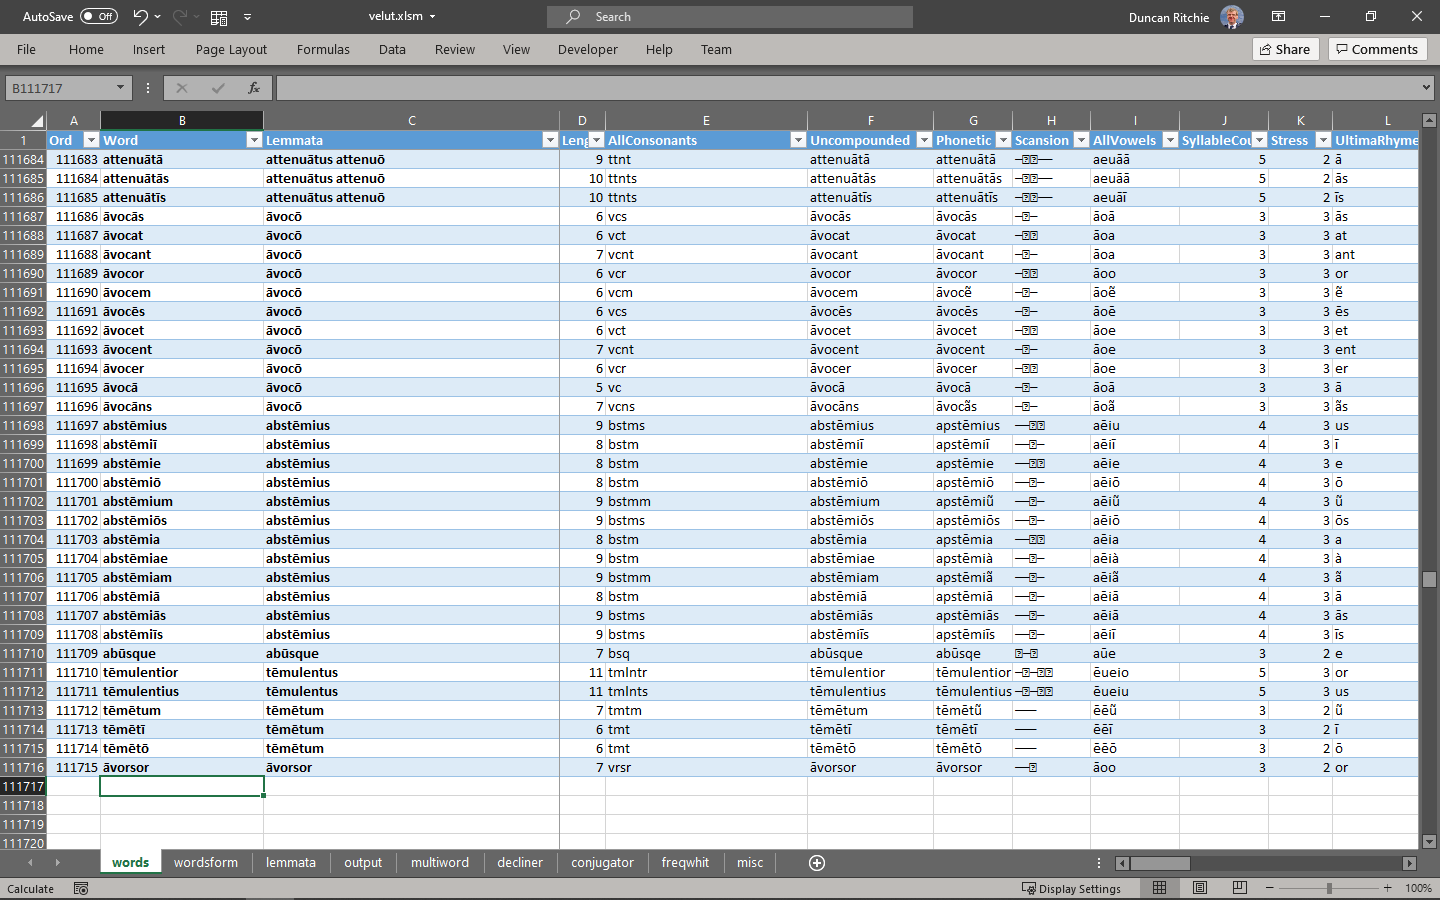 AutoSave Off velut.xlsm Search Duncan Ritchie
File Home Insert Page Layout Formulas Data Review View Developer Help Team Share Comments
B111717 fx
A B C D E F G H I J K L
1 Ord Word Lemmata Leng AllConsonants Uncompounded Phonetic Scansion AllVowels SyllableCou Stress UltimaRhyme
111684 111683 attenuātā attenuātus attenuō 9 ttnt attenuātā attenuātā –⍰⍰–– aeuāā 5 2 ā
111685 111684 attenuātās attenuātus attenuō 10 ttnts attenuātās attenuātās –⍰⍰–– aeuāā 5 2 ās
111686 111685 attenuātīs attenuātus attenuō 10 ttnts attenuātīs attenuātīs –⍰⍰–– aeuāī 5 2 īs
111687 111686 āvocās āvocō 6 vcs āvocās āvocās –⍰– āoā 3 3 ās
111688 111687 āvocat āvocō 6 vct āvocat āvocat –⍰⍰ āoa 3 3 at
111689 111688 āvocant āvocō 7 vcnt āvocant āvocant –⍰– āoa 3 3 ant
111690 111689 āvocor āvocō 6 vcr āvocor āvocor –⍰⍰ āoo 3 3 or
111691 111690 āvocem āvocō 6 vcm āvocem āvocẽ –⍰– āoẽ 3 3 ẽ
111692 111691 āvocēs āvocō 6 vcs āvocēs āvocēs –⍰– āoē 3 3 ēs
111693 111692 āvocet āvocō 6 vct āvocet āvocet –⍰⍰ āoe 3 3 et
111694 111693 āvocent āvocō 7 vcnt āvocent āvocent –⍰– āoe 3 3 ent
111695 111694 āvocer āvocō 6 vcr āvocer āvocer –⍰⍰ āoe 3 3 er
111696 111695 āvocā āvocō 5 vc āvocā āvocā –⍰– āoā 3 3 ā
111697 111696 āvocāns āvocō 7 vcns āvocāns āvocãs –⍰– āoã 3 3 ãs
111698 111697 abstēmius abstēmius 9 bstms abstēmius apstēmius ––⍰⍰ aēiu 4 3 us
111699 111698 abstēmiī abstēmius 8 bstm abstēmiī apstēmiī ––⍰– aēiī 4 3 ī
111700 111699 abstēmie abstēmius 8 bstm abstēmie apstēmie ––⍰⍰ aēie 4 3 e
111701 111700 abstēmiō abstēmius 8 bstm abstēmiō apstēmiō ––⍰– aēiō 4 3 ō
111702 111701 abstēmium abstēmius 9 bstmm abstēmium apstēmiũ ––⍰– aēiũ 4 3 ũ
111703 111702 abstēmiōs abstēmius 9 bstms abstēmiōs apstēmiōs ––⍰– aēiō 4 3 ōs
111704 111703 abstēmia abstēmius 8 bstm abstēmia apstēmia ––⍰⍰ aēia 4 3 a
111705 111704 abstēmiae abstēmius 9 bstm abstēmiae apstēmià ––⍰– aēià 4 3 à
111706 111705 abstēmiam abstēmius 9 bstmm abstēmiam apstēmiã ––⍰– aēiã 4 3 ã
111707 111706 abstēmiā abstēmius 8 bstm abstēmiā apstēmiā ––⍰– aēiā 4 3 ā
111708 111707 abstēmiās abstēmius 9 bstms abstēmiās apstēmiās ––⍰– aēiā 4 3 ās
111709 111708 abstēmiīs abstēmius 9 bstms abstēmiīs apstēmiīs ––⍰– aēiī 4 3 īs
111710 111709 abūsque abūsque 7 bsq abūsque abūsqe ⍰–⍰ aūe 3 2 e
111711 111710 tēmulentior tēmulentus 11 tmlntr tēmulentior tēmulentior –⍰–⍰⍰ ēueio 5 3 or
111712 111711 tēmulentius tēmulentus 11 tmlnts tēmulentius tēmulentius –⍰–⍰⍰ ēueiu 5 3 us
111713 111712 tēmētum tēmētum 7 tmtm tēmētum tēmētũ ––– ēēũ 3 2 ũ
111714 111713 tēmētī tēmētum 6 tmt tēmētī tēmētī ––– ēēī 3 2 ī
111715 111714 tēmētō tēmētum 6 tmt tēmētō tēmētō ––– ēēō 3 2 ō
111716 111715 āvorsor āvorsor 7 vrsr āvorsor āvorsor ––⍰ āoo 3 2 or
111717
111718
111719
111720
words wordsform lemmata output multiword decliner conjugator freqwhit misc
Calculate Display Settings 100%